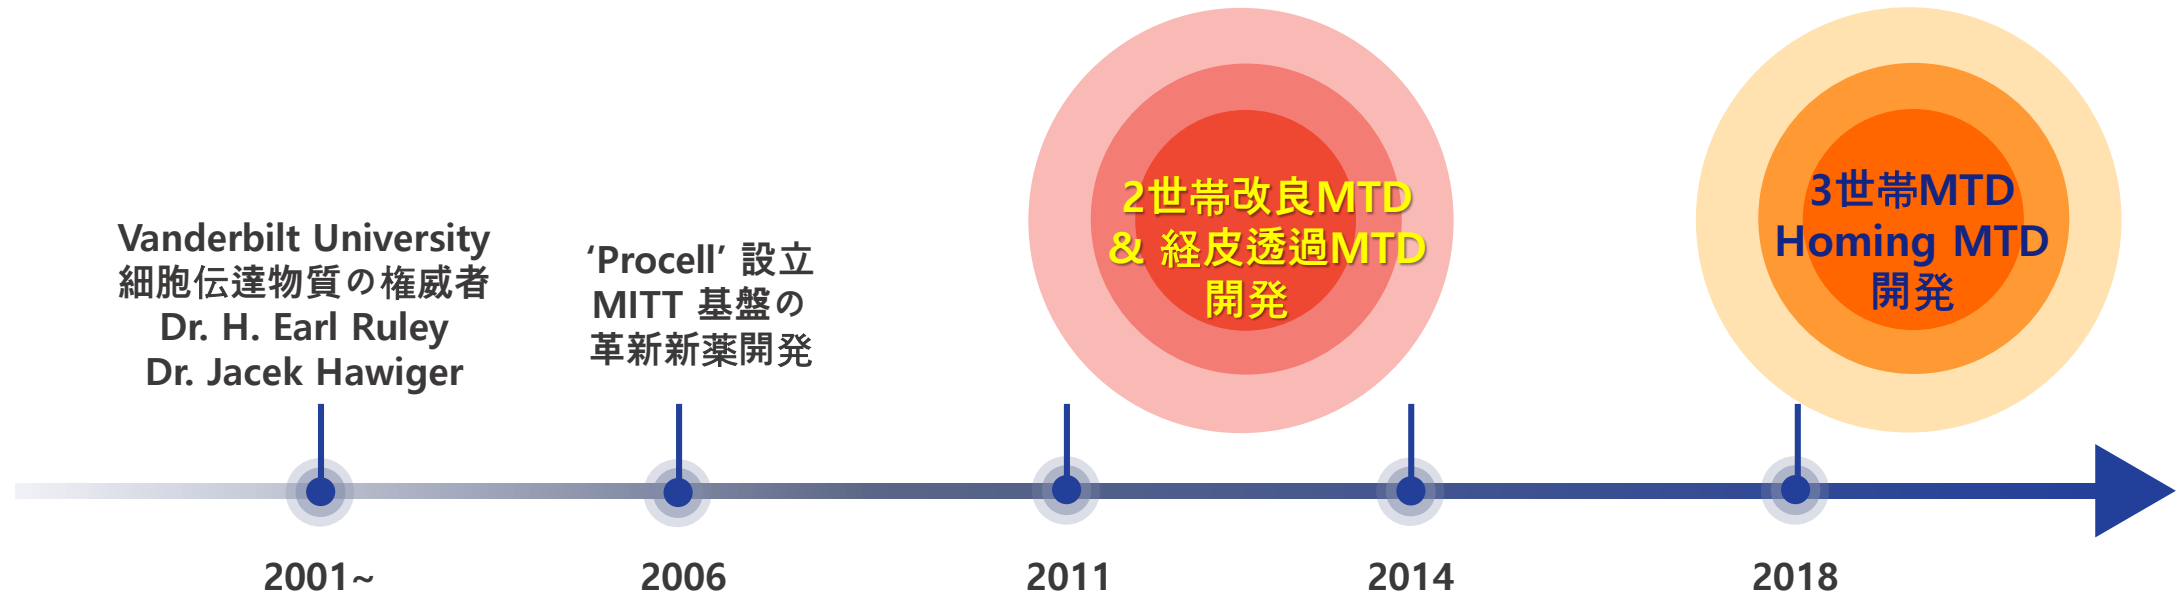 Vanderbilt University
細胞伝達物質の権威者
Dr. H. Earl Ruley
Dr. Jacek Hawiger
‘Procell’ 設立
MITT 基盤の
革新新薬開発
2世帯改良MTD
& 経皮透過MTD
開発
3世帯MTD
Homing MTD
開発
2001~
2006
2011
2014
2018